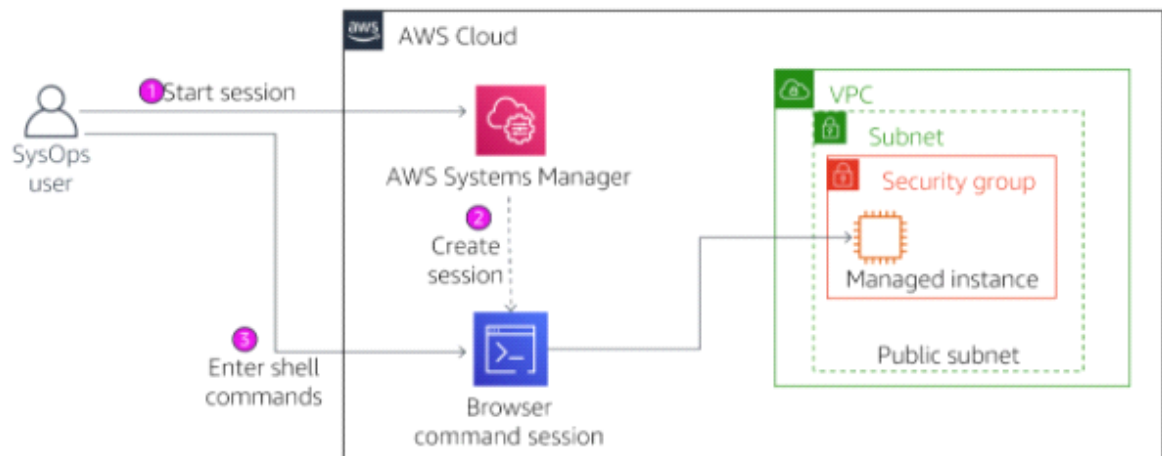 aws
AWS Cloud
1
Start session
SysOps
user
AWS Systems Manager
2
Create
session
3
Enter shell
commands
Browser
command session
VPC
Subnet
Security group
Managed instance
Public subnet